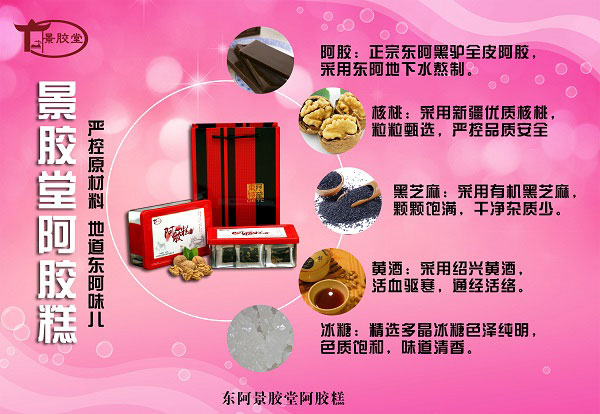 景胶堂
景胶堂阿胶糕
严控原材料 地道东阿味儿
阿胶：正宗东阿黑驴全皮阿胶，
采用东阿地下水熬制。
核桃：采用新疆优质核桃，
粒粒甄选，严控品质安全
黑芝麻：采用有机黑芝麻，
颗颗饱满，干净杂质少。
黄酒：采用绍兴黄酒，
活血驱寒，通经活络。
冰糖：精选多晶冰糖色泽纯明，
色质饱和，味道清香。
阿胶糕
东阿景胶堂阿胶糕